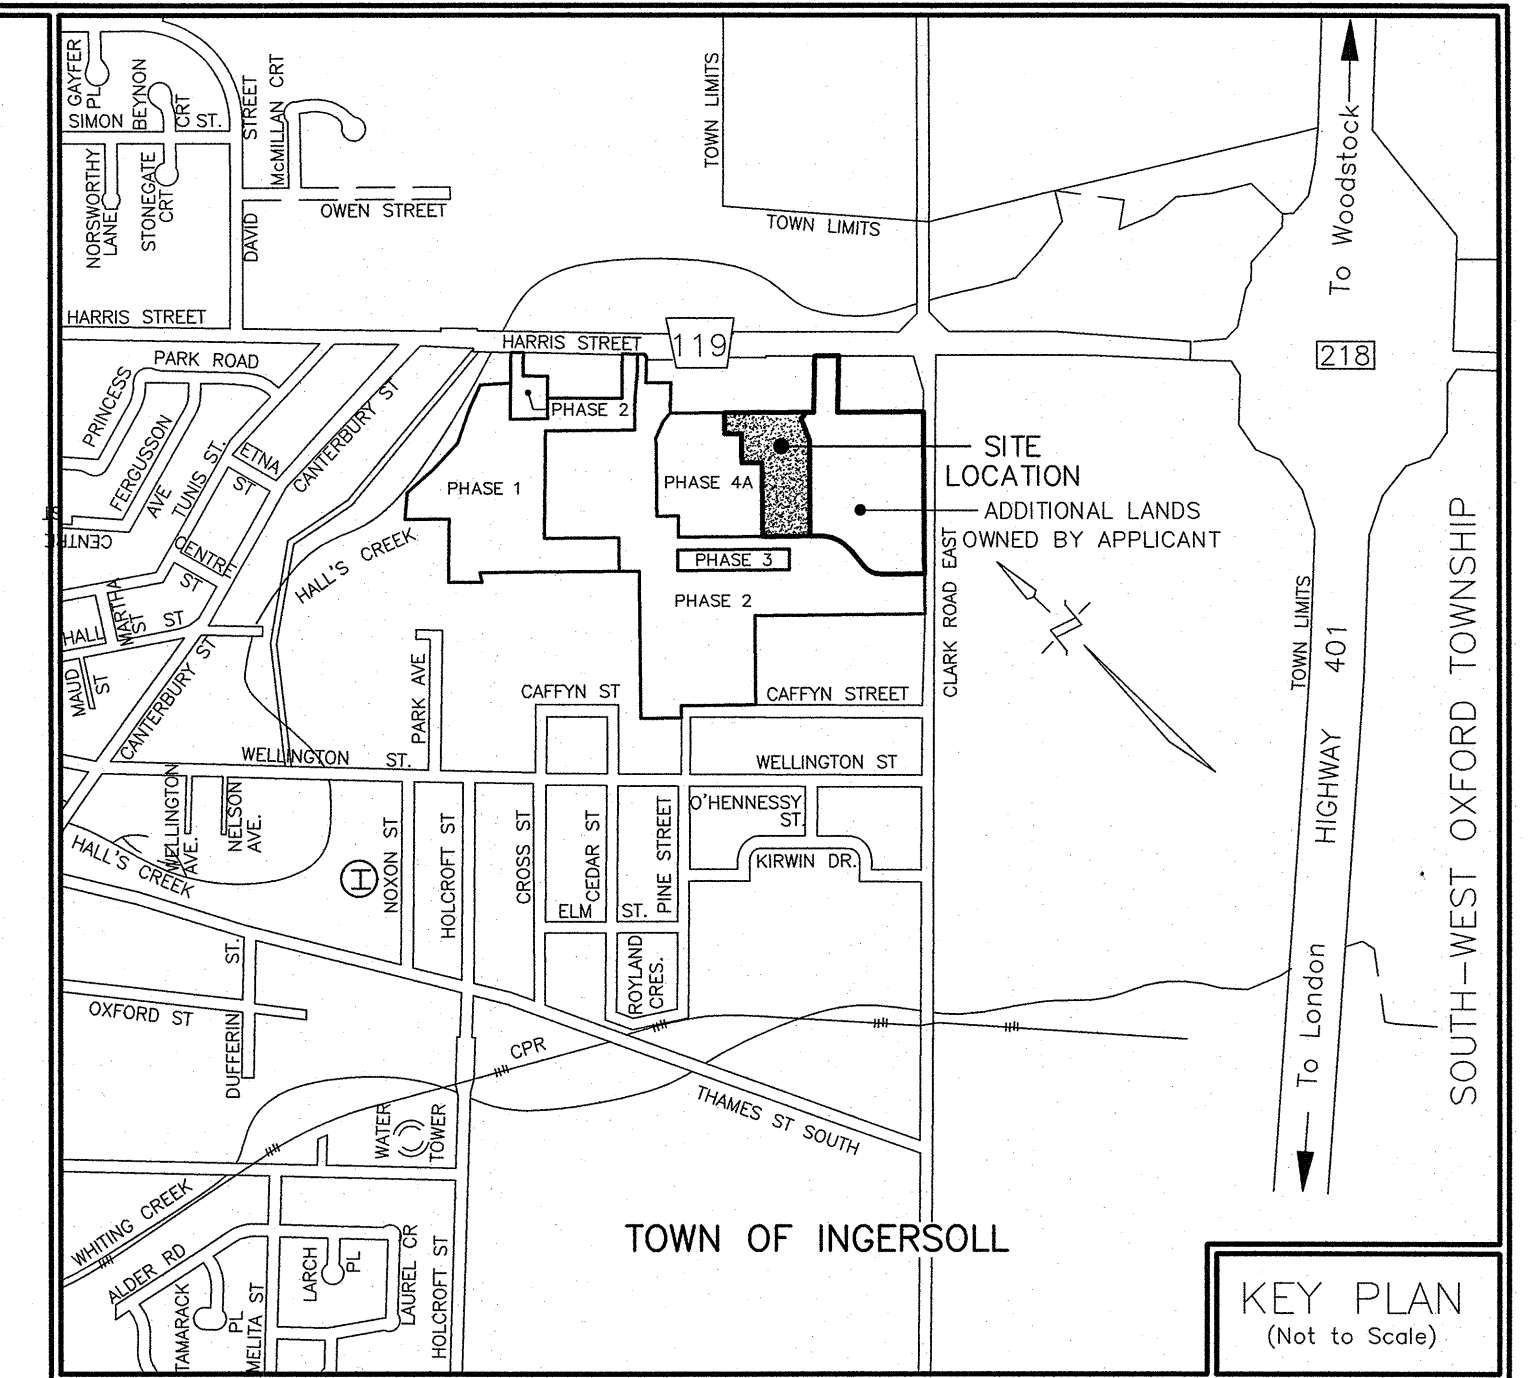 GAYFER
PL
BEYNON
CRT
SIMON
ST.
STREET
McMILLAN CRT
NORSWORTHY
LANE
STONEGATE
CRT
DAVID
OWEN STREET
TOWN LIMITS
TOWN LIMITS
To Woodstock
HARRIS STREET
HARRIS STREET
119
218
PARK ROAD
PRINCESS
FERGUSSON
AVE
TUNIS ST.
ETNA
ST
CANTERBURY ST
CENTRE
ST
CENTRE
ST
HALL'S CREEK
PHASE 2
PHASE 1
PHASE 4A
PHASE 3
PHASE 2
SITE
LOCATION
ADDITIONAL LANDS
OWNED BY APPLICANT
CLARK ROAD EAST
N
TOWN LIMITS
HIGHWAY 401
SOUTH-WEST OXFORD TOWNSHIP
MARTHA
ST
HALL
ST
MAUD
ST
CANTERBURY ST
PARK AVE
CAFFYN ST
CAFFYN STREET
WELLINGTON ST.
WELLINGTON ST
WELLINGTON
AVE.
NELSON
AVE.
HALL'S CREEK
H
NOXON ST
HOLCROFT ST
CROSS ST
CEDAR ST
PINE STREET
O'HENNESSY
ST.
KIRWIN DR.
ELM ST.
ROYLAND
CRES.
OXFORD ST
DUFFERIN
ST.
CPR
THAMES ST SOUTH
WATER
TOWER
To London
WHITING CREEK
ALDER RD
TAMARACK
PL
MELITA ST
LARCH
PL
LAUREL CR
HOLCROFT ST
TOWN OF INGERSOLL
KEY PLAN
(Not to Scale)